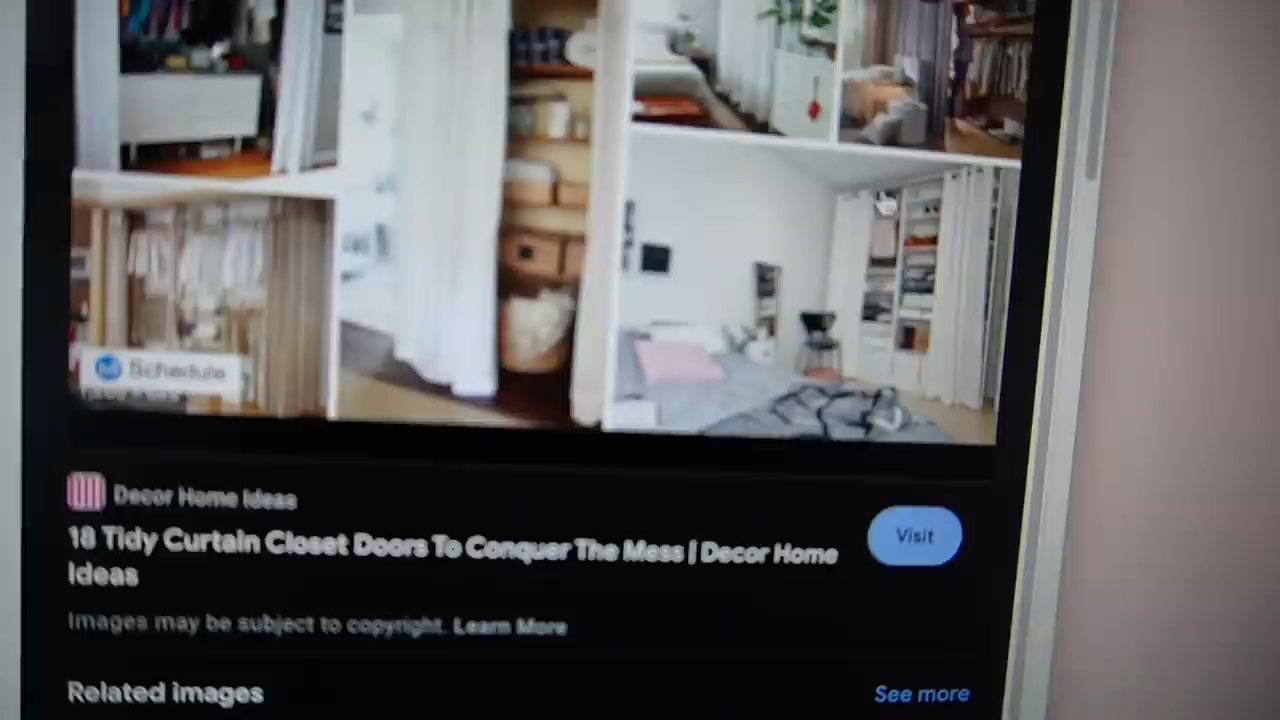 Schedule
Decor Home Ideas
18 Tidy Curtain Closet Doors To Conquer The Mess | Decor Home
Ideas
Visit
Images may be subject to copyright. Learn More
Related images
See more